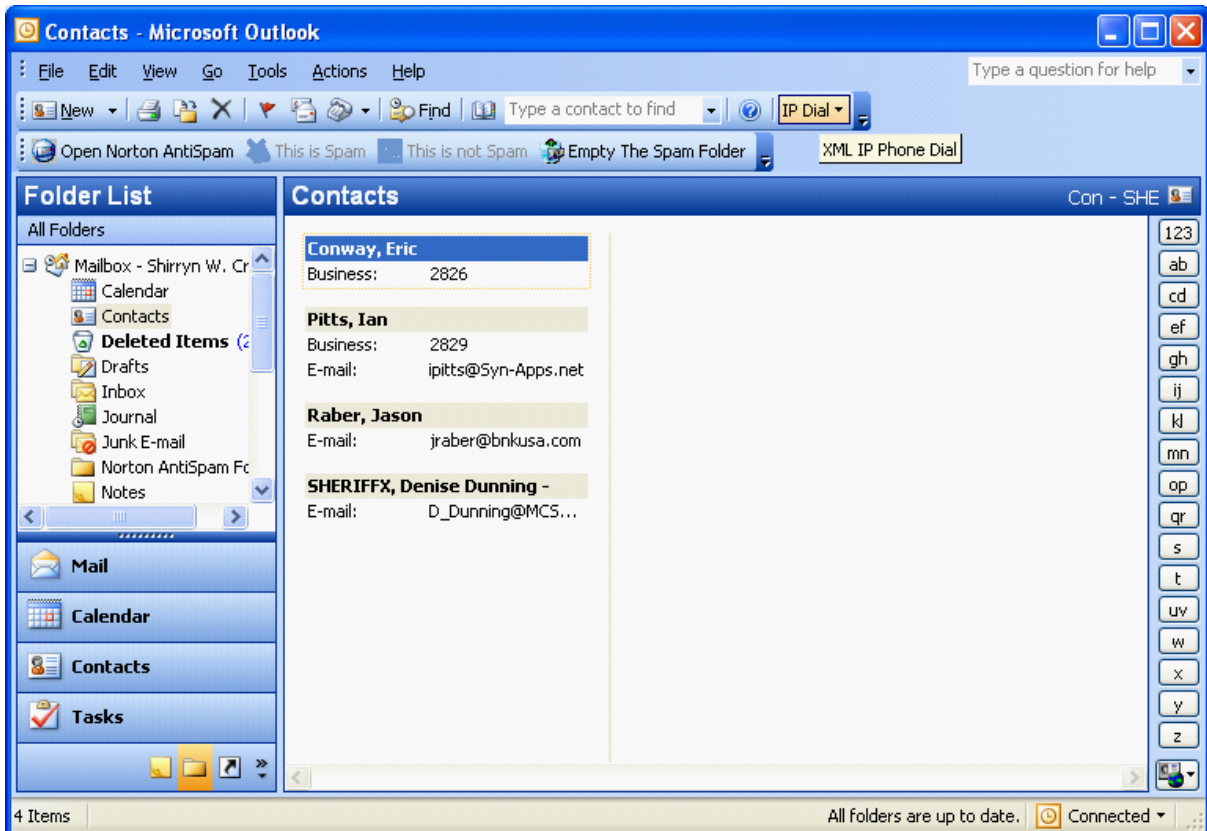 Contacts - Microsoft Outlook
File Edit View Go Tools Actions Help Type a question for help
New Find Type a contact to find IP Dial
Open Norton AntiSpam This is Spam This is not Spam Empty The Spam Folder XML IP Phone Dial
Folder List
All Folders
Mailbox - Shirryn W. Cr
Calendar
Contacts
Deleted Items (2
Drafts
Inbox
Journal
Junk E-mail
Norton AntiSpam Fo
Notes
Mail
Calendar
Contacts
Tasks
Contacts Con - SHE
Conway, Eric
Business: 2826
Pitts, Ian
Business: 2829
E-mail: ipitts@Syn-Apps.net
Raber, Jason
E-mail: jraber@bnkusa.com
SHERIFFX, Denise Dunning -
E-mail: D_Dunning@MCS...
123
ab
cd
ef
gh
ij
kl
mn
op
qr
s
t
uv
w
x
y
z
4 Items All folders are up to date. Connected